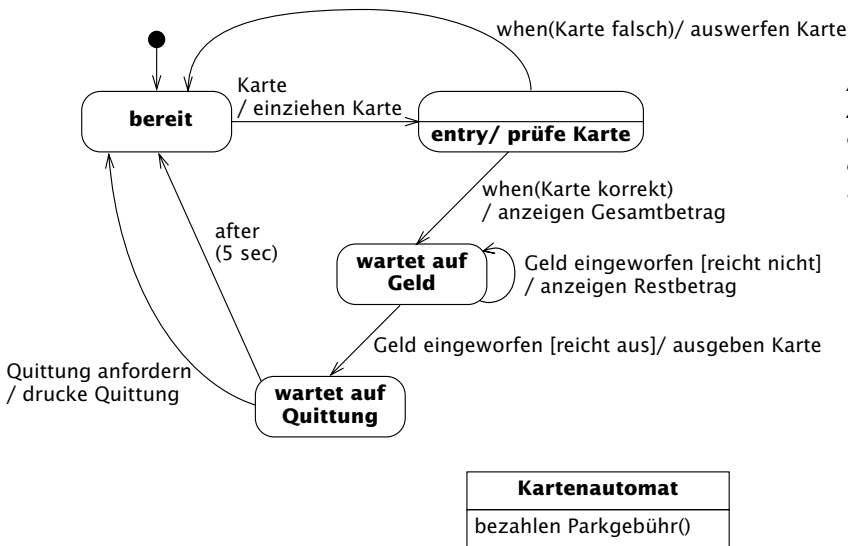 when(Karte falsch)/ auswerfen Karte
Karte
/ einziehen Karte
bereit
entry/ prüfe Karte
when(Karte korrekt)
/ anzeigen Gesamtbetrag
after
(5 sec)
wartet auf
Geld
Geld eingeworfen [reicht nicht]
/ anzeigen Restbetrag
Geld eingeworfen [reicht aus]/ ausgeben Karte
Quittung anfordern
/ drucke Quittung
wartet auf
Quittung
Kartenautomat
bezahlen Parkgebühr()